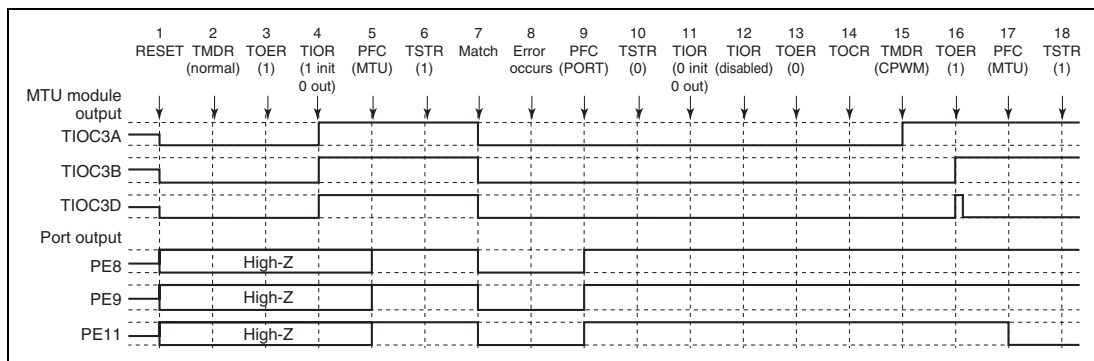 1 2 3 4 5 6 7 8 9 10 11 12 13 14 15 16 17 18
RESET TMDR TOER TIOR PFC TSTR Match Error PFC TSTR TIOR TIOR TOER TOCR TMDR TOER PFC TSTR
(normal) (1) (1 init (MTU) (1) occurs (PORT) (0) (0 init (disabled) (0) (CPWM) (1) (MTU) (1)
0 out) 0 out)
MTU module
output
TIOC3A
TIOC3B
TIOC3D
Port output
PE8 High-Z
PE9 High-Z
PE11 High-Z